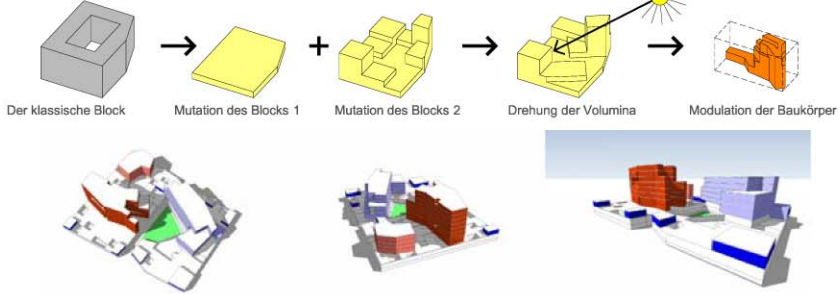 Der klassische Block
Mutation des Blocks 1
Mutation des Blocks 2
Drehung der Volumina
Modulation der Baukörper